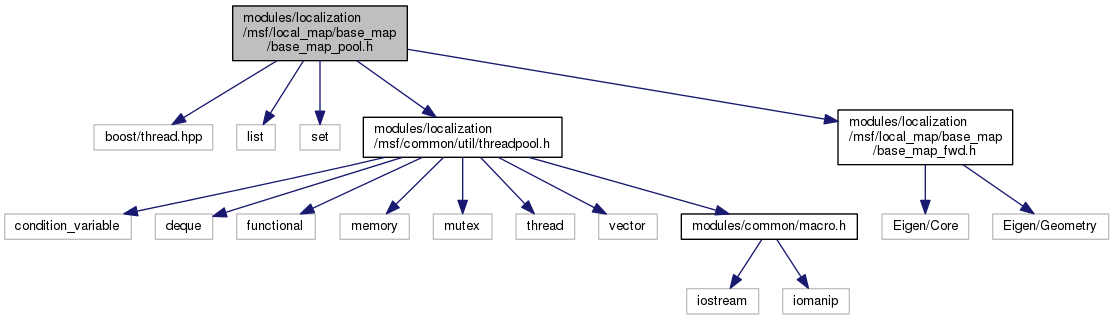 modules/localization
/msf/local_map/base_map
/base_map_pool.h
boost/thread.hpp
list
set
modules/localization
/msf/common/util/threadpool.h
modules/localization
/msf/local_map/base_map
/base_map_fwd.h
condition_variable
deque
functional
memory
mutex
thread
vector
modules/common/macro.h
Eigen/Core
Eigen/Geometry
iostream
iomanip